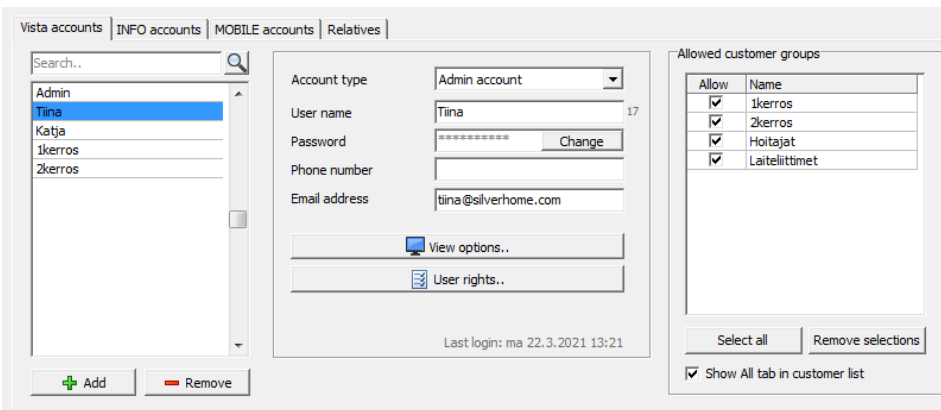 Vista accounts INFO accounts MOBILE accounts Relatives
Search..
Admin
Tiina
Katja
1kerros
2kerros
Add Remove
Account type Admin account
User name Tiina 17
Password ********** Change
Phone number
Email address tiina@silverhome.com
View options..
User rights..
Last login: ma 22.3.2021 13:21
Allowed customer groups
Allow Name
1kerros
2kerros
Hoitajat
Laiteliittimet
Select all Remove selections
Show All tab in customer list